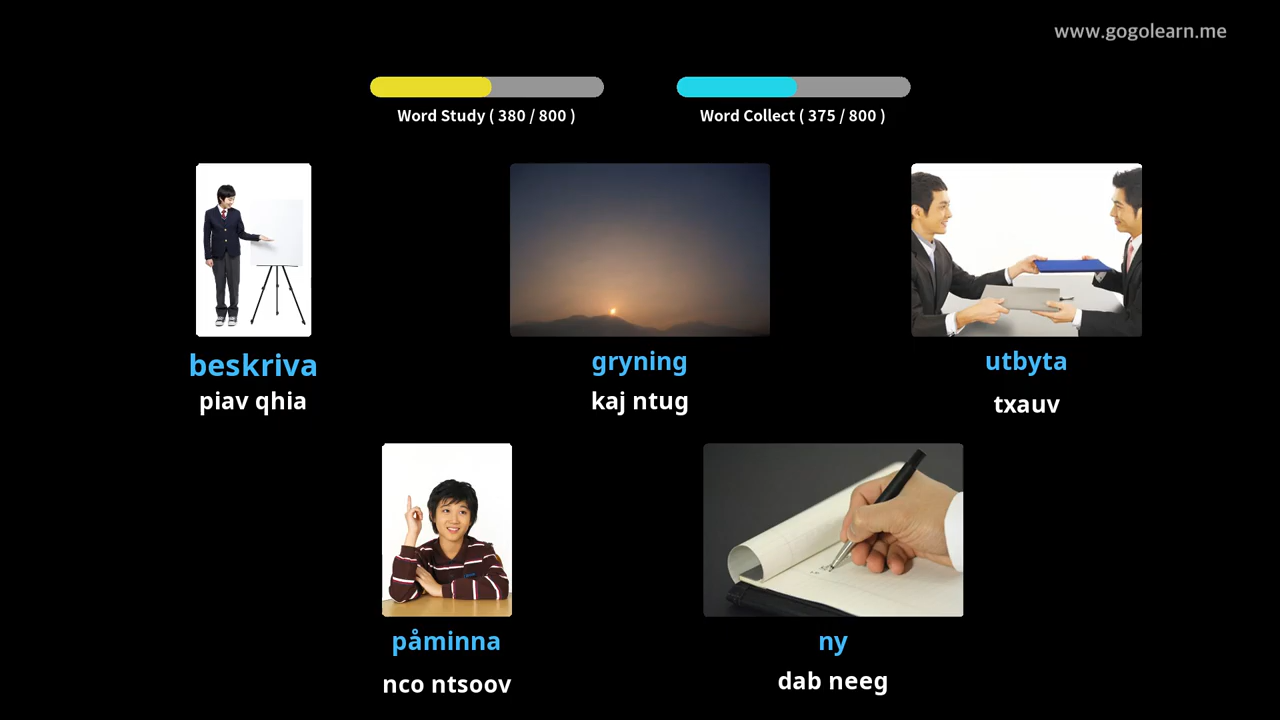 www.gogolearn.me
Word Study ( 380 / 800 )
Word Collect ( 375 / 800 )
beskriva
piav qhia
gryning
kaj ntug
utbyta
txauv
påminna
nco ntsoov
ny
dab neeg